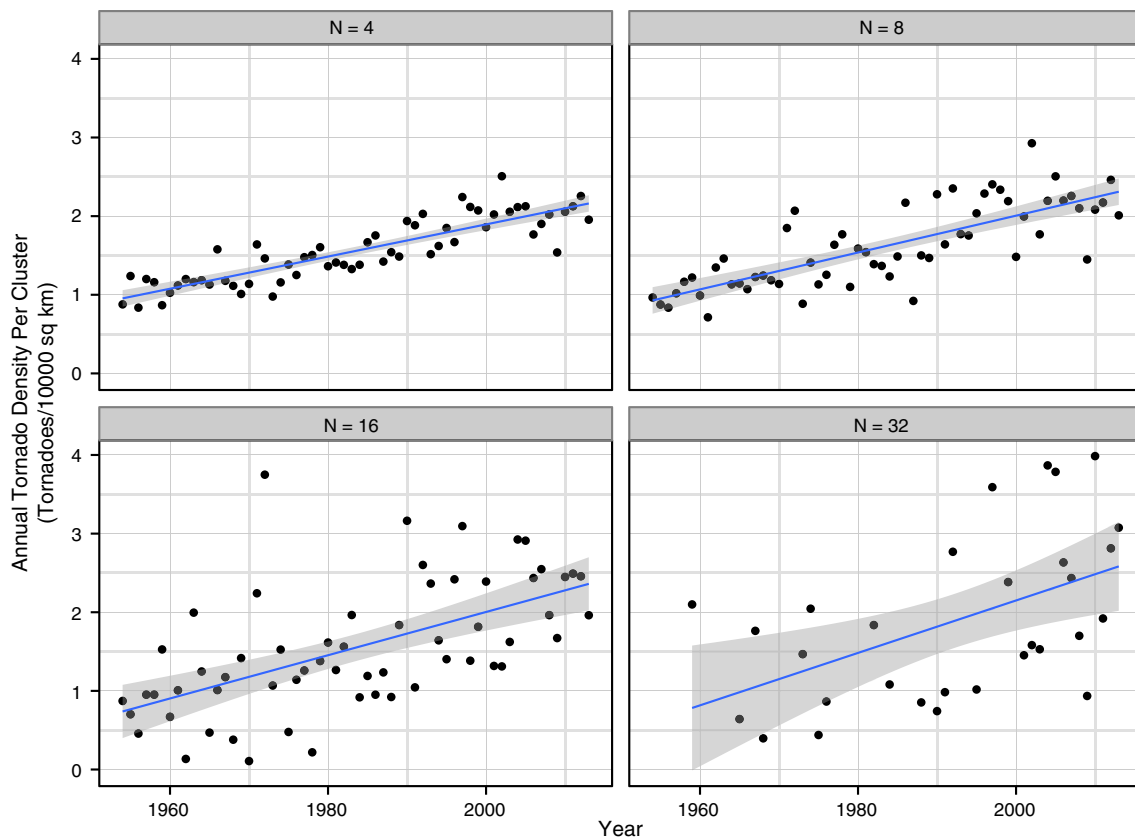 N = 4
N = 8
4
3
2
1
0
N = 16
N = 32
4
3
2
1
0
1960
1980
2000
1960
1980
2000
Year
Annual Tornado Density Per Cluster
(Tornadoes/10000 sq km)